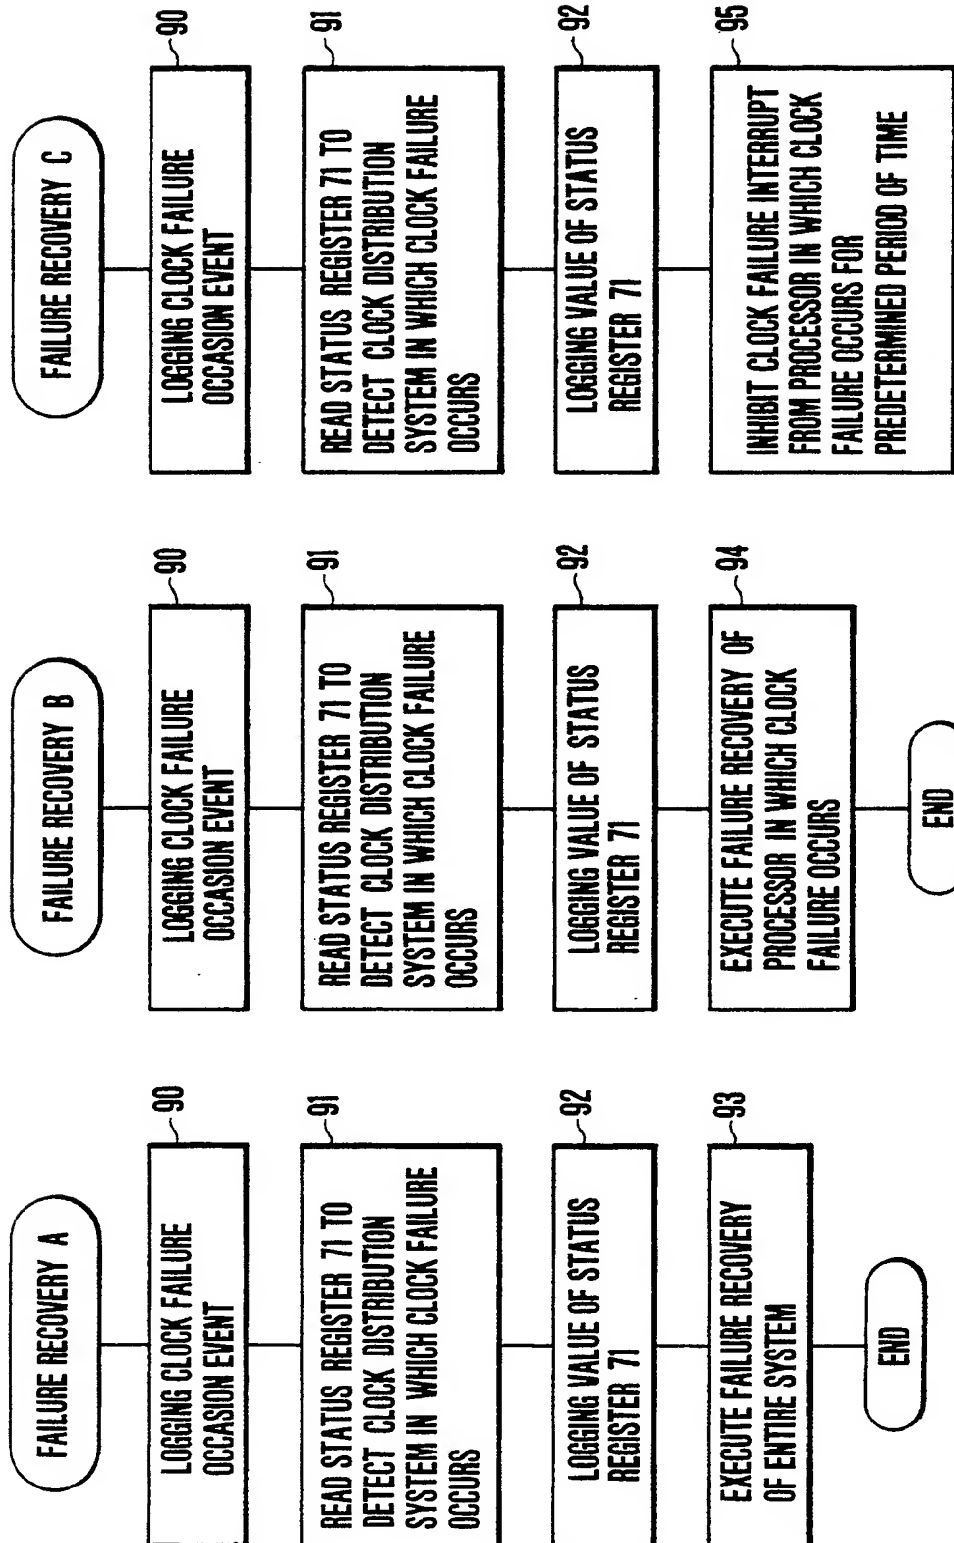 FAILURE RECOVERY A
90
LOGGING CLOCK FAILURE
OCCASION EVENT
91
READ STATUS REGISTER 71 TO
DETECT CLOCK DISTRIBUTION
SYSTEM IN WHICH CLOCK FAILURE
OCCURS
92
LOGGING VALUE OF STATUS
REGISTER 71
93
EXECUTE FAILURE RECOVERY
OF ENTIRE SYSTEM
END
FAILURE RECOVERY B
90
LOGGING CLOCK FAILURE
OCCASION EVENT
91
READ STATUS REGISTER 71 TO
DETECT CLOCK DISTRIBUTION
SYSTEM IN WHICH CLOCK FAILURE
OCCURS
92
LOGGING VALUE OF STATUS
REGISTER 71
94
EXECUTE FAILURE RECOVERY OF
PROCESSOR IN WHICH CLOCK
FAILURE OCCURS
END
FAILURE RECOVERY C
90
LOGGING CLOCK FAILURE
OCCASION EVENT
91
READ STATUS REGISTER 71 TO
DETECT CLOCK DISTRIBUTION
SYSTEM IN WHICH CLOCK FAILURE
OCCURS
92
LOGGING VALUE OF STATUS
REGISTER 71
95
INHIBIT CLOCK FAILURE INTERRUPT
FROM PROCESSOR IN WHICH CLOCK
FAILURE OCCURS FOR
PREDETERMINED PERIOD OF TIME